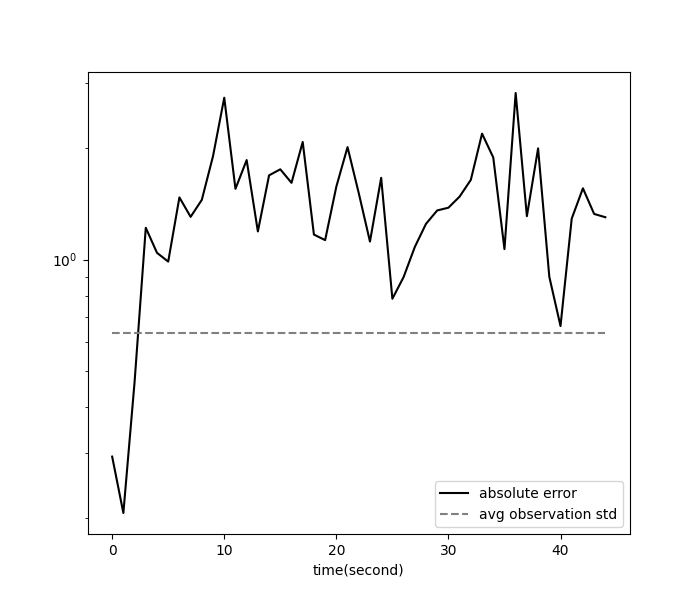 10⁰
0
10
20
30
40
time(second)
absolute error
avg observation std